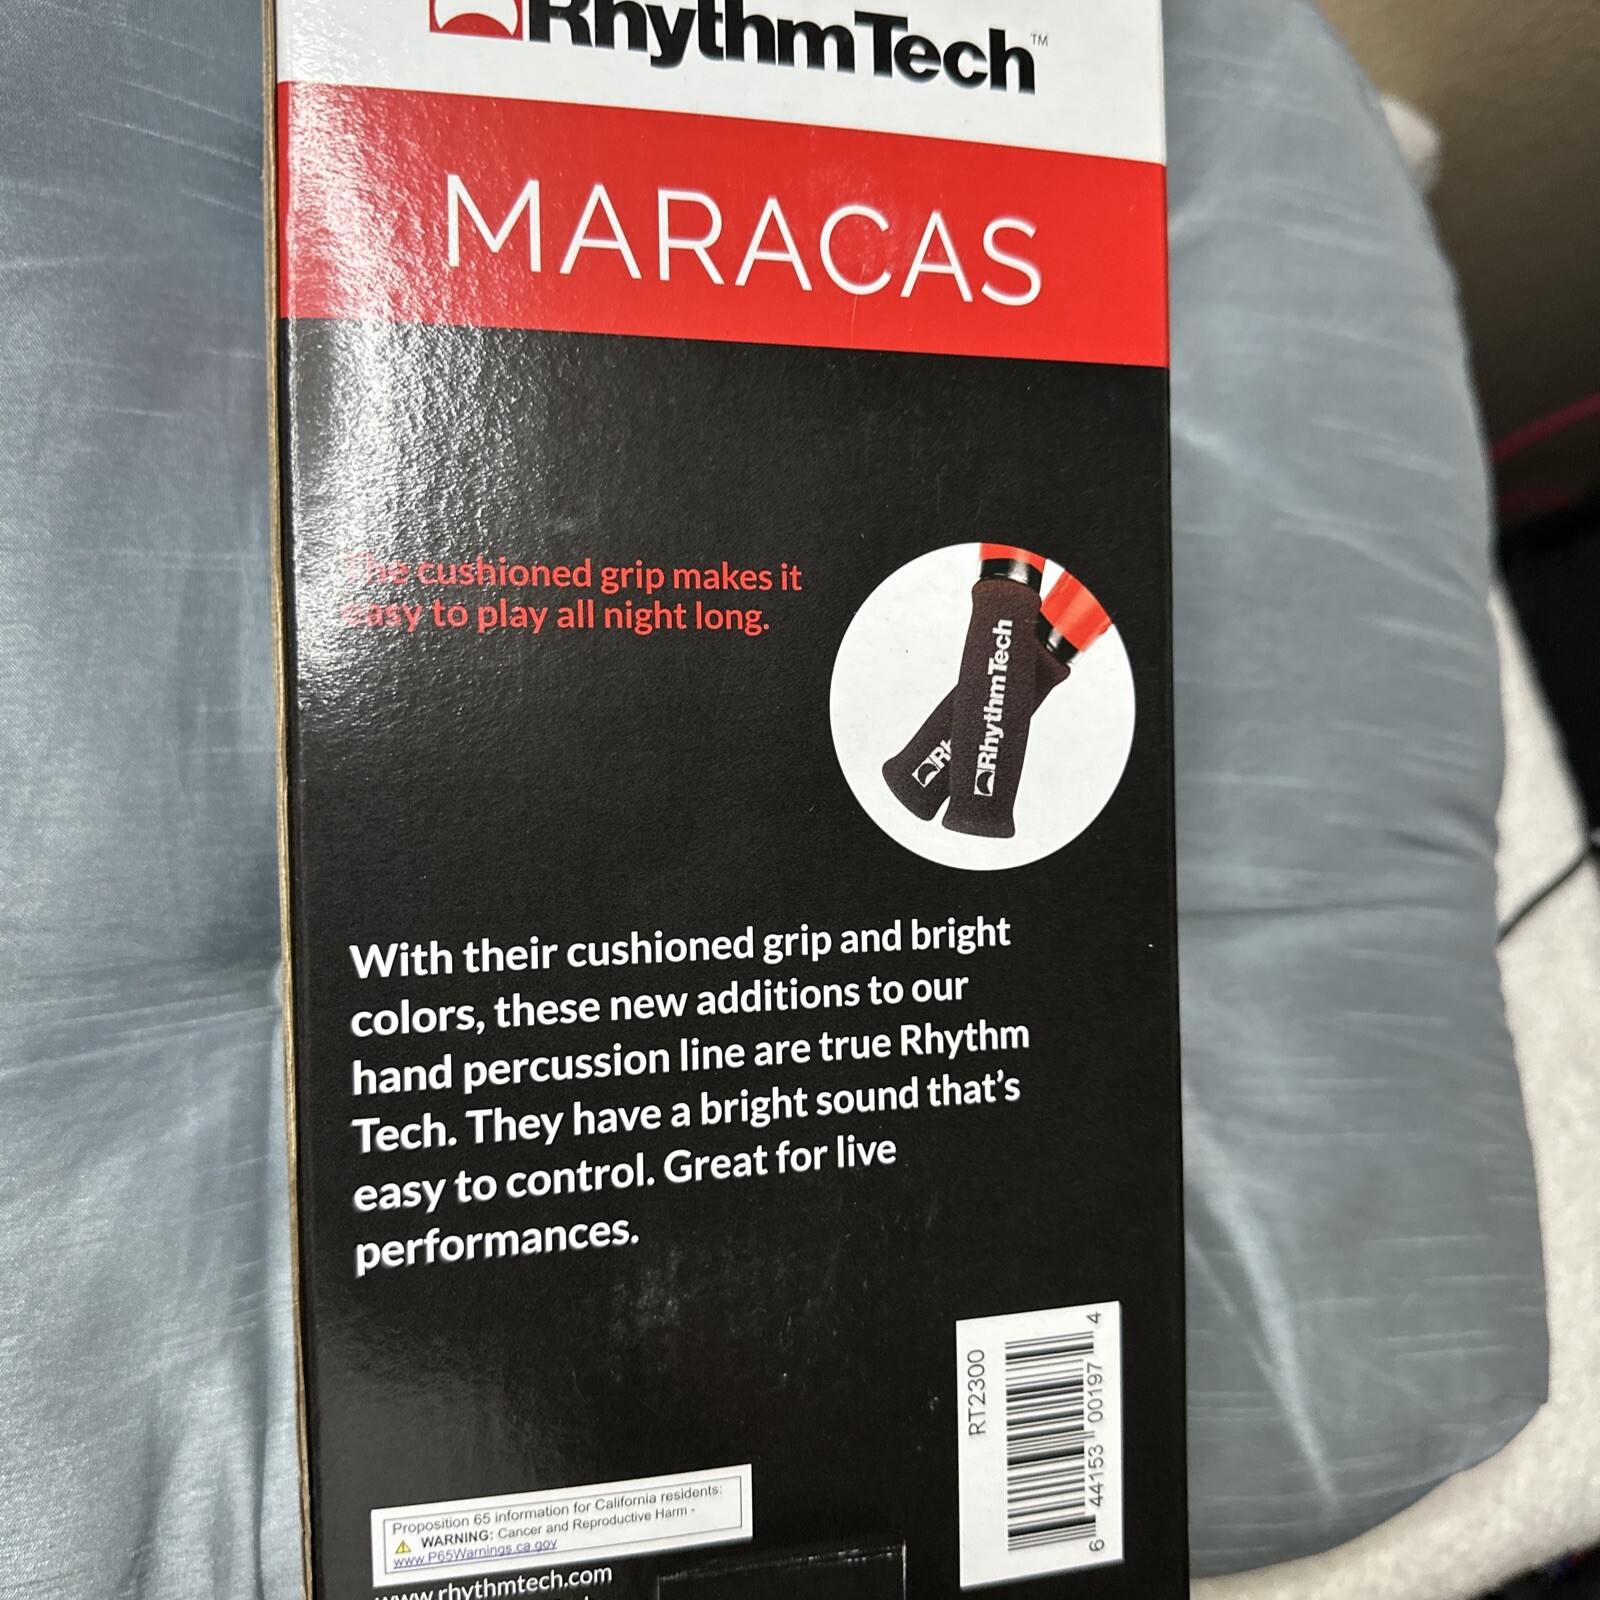 RhythmTech™
MARACAS
The cushioned grip makes it
easy to play all night long.
RhythmTech
Rh
With their cushioned grip and bright
colors, these new additions to our
hand percussion line are true Rhythm
Tech. They have a bright sound that's
easy to control. Great for live
performances.
RT2300
6 44153 00197 4
Proposition 65 information for California residents:
⚠ WARNING: Cancer and Reproductive Harm -
www.P65Warnings.ca.gov
www.rhythmtech.com